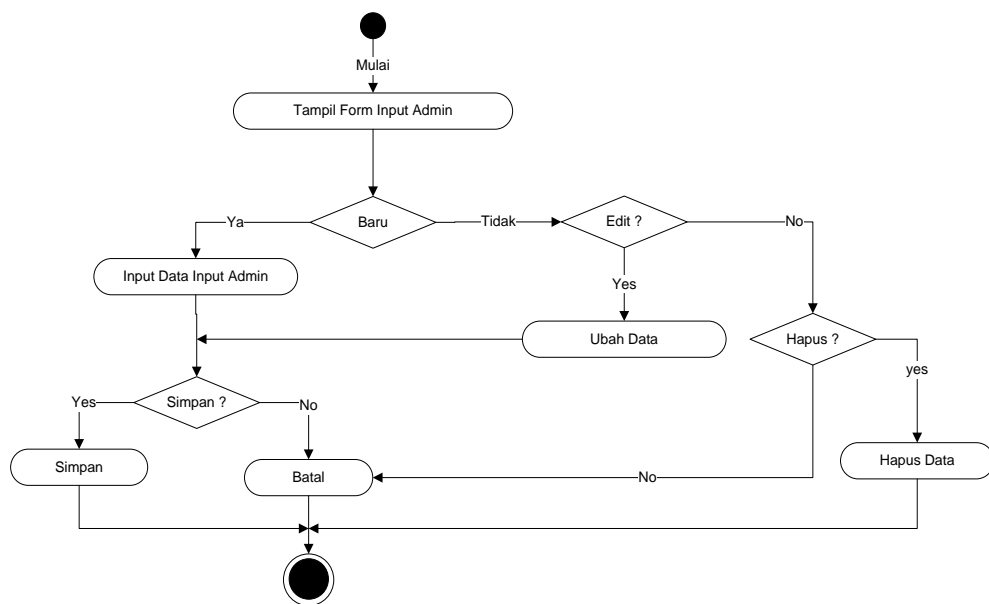 Mulai
Tampil Form Input Admin
Ya
Baru
Tidak
Edit ?
No
Input Data Input Admin
Yes
Ubah Data
Hapus ?
yes
Yes
Simpan ?
No
Simpan
Batal
No
Hapus Data